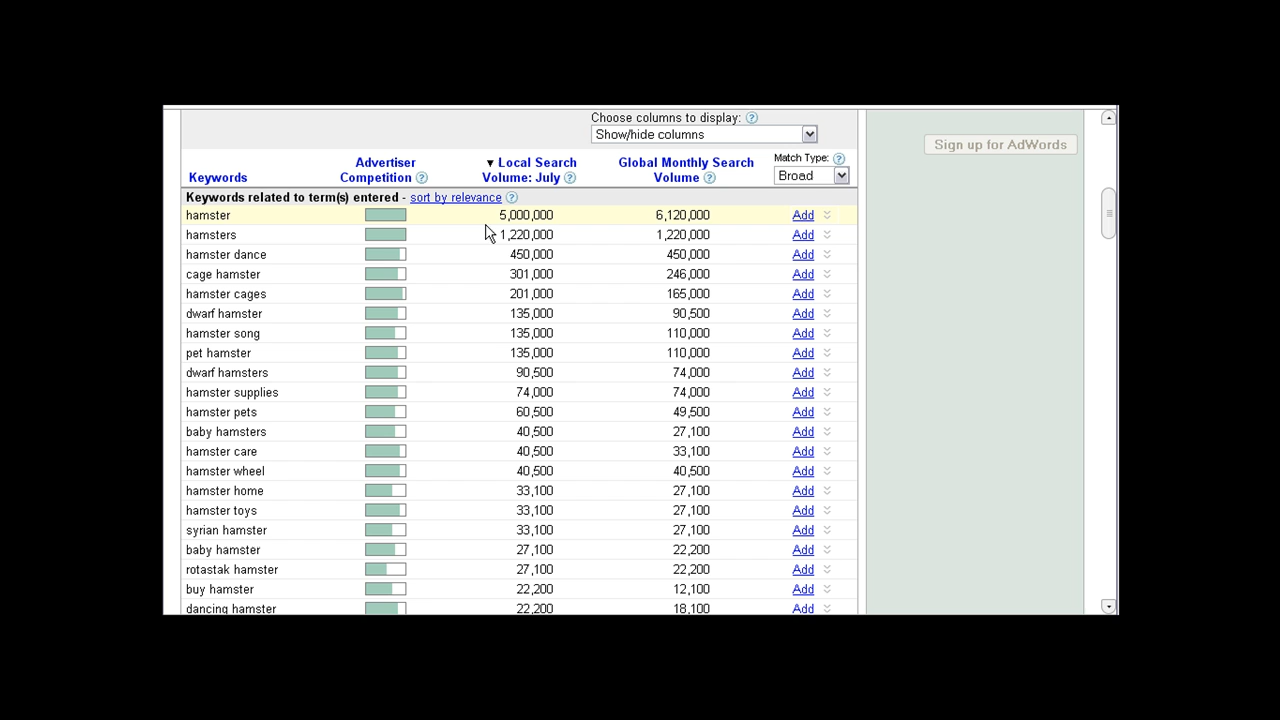 Choose columns to display: ?
Show/hide columns
Sign up for AdWords
Keywords Advertiser Competition ? ▼ Local Search Volume: July ? Global Monthly Search Volume ? Match Type: ? Broad
Keywords related to term(s) entered - sort by relevance ?
hamster 5,000,000 6,120,000 Add
hamsters 1,220,000 1,220,000 Add
hamster dance 450,000 450,000 Add
cage hamster 301,000 246,000 Add
hamster cages 201,000 165,000 Add
dwarf hamster 135,000 90,500 Add
hamster song 135,000 110,000 Add
pet hamster 135,000 110,000 Add
dwarf hamsters 90,500 74,000 Add
hamster supplies 74,000 74,000 Add
hamster pets 60,500 49,500 Add
baby hamsters 40,500 27,100 Add
hamster care 40,500 33,100 Add
hamster wheel 40,500 40,500 Add
hamster home 33,100 27,100 Add
hamster toys 33,100 27,100 Add
syrian hamster 33,100 27,100 Add
baby hamster 27,100 22,200 Add
rotastak hamster 27,100 22,200 Add
buy hamster 22,200 12,100 Add
dancing hamster 22,200 18,100 Add